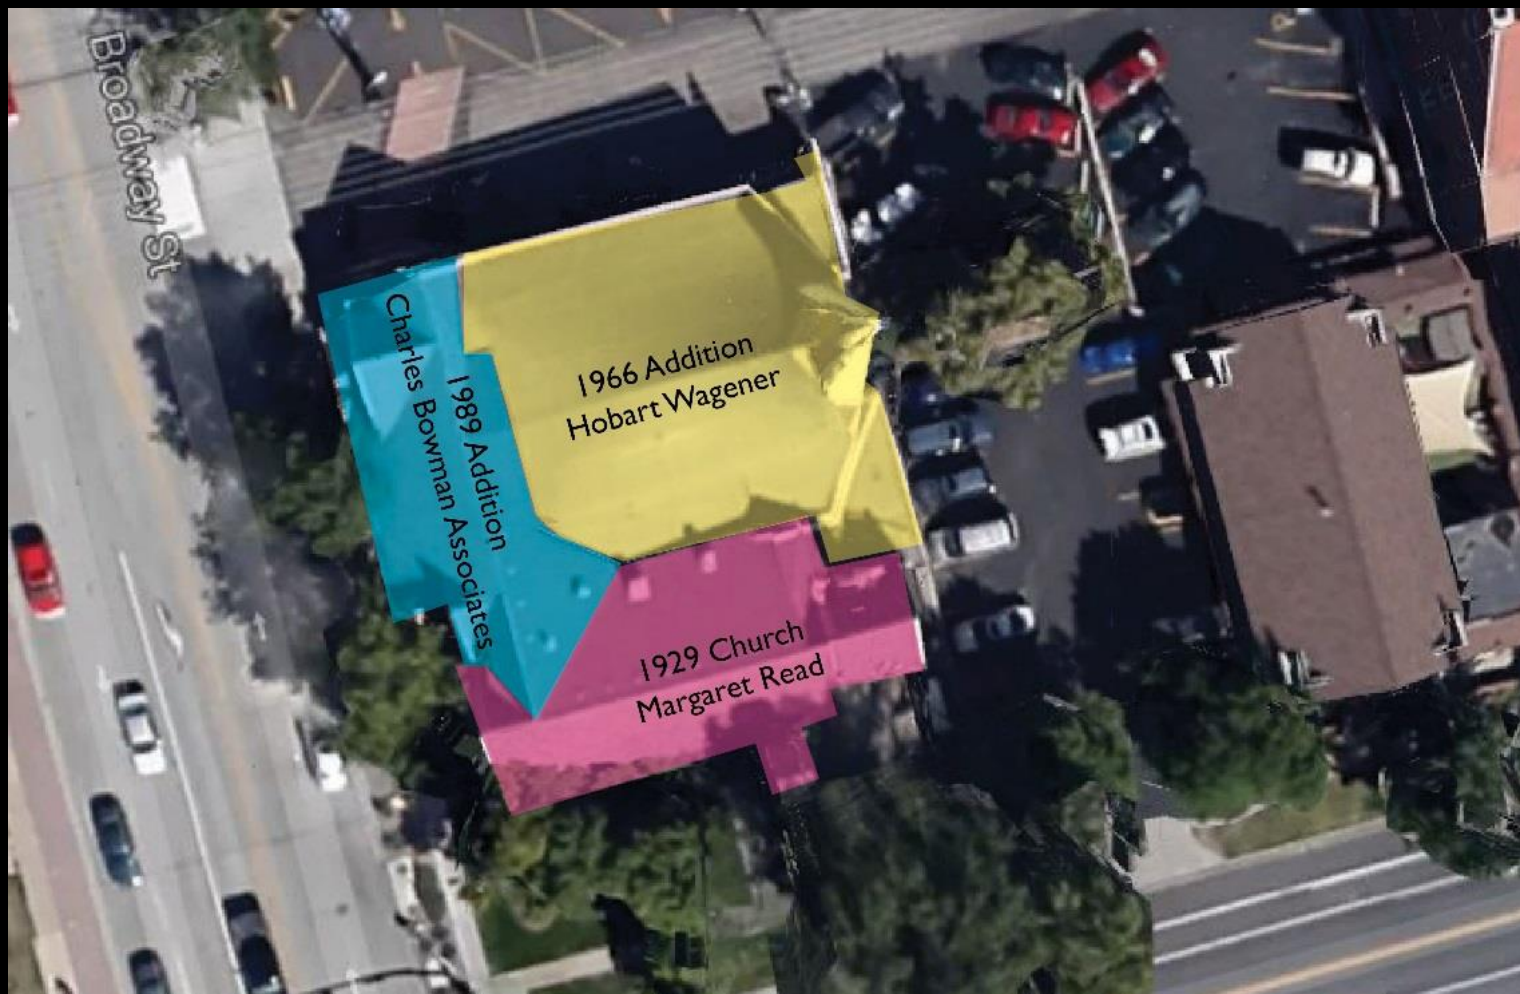 Broadway St
1966 Addition
Hobart Wagener
1989 Addition
Charles Bowman Associates
1929 Church
Margaret Read